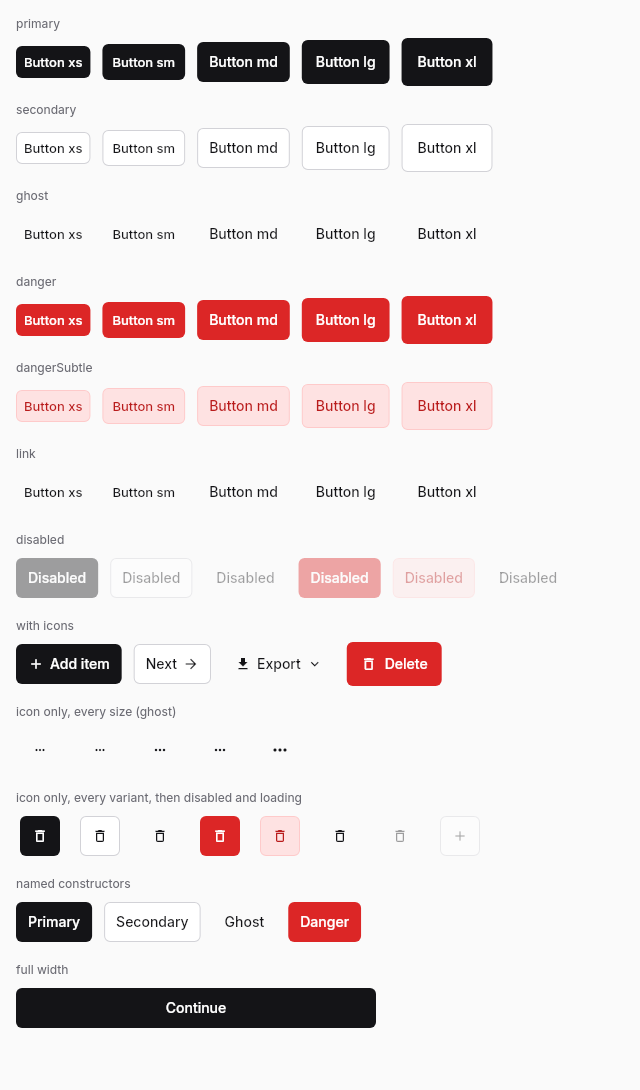 primary
Button xs Button sm Button md Button lg Button xl
secondary
Button xs Button sm Button md Button lg Button xl
ghost
Button xs Button sm Button md Button lg Button xl
danger
Button xs Button sm Button md Button lg Button xl
dangerSubtle
Button xs Button sm Button md Button lg Button xl
link
Button xs Button sm Button md Button lg Button xl
disabled
Disabled Disabled Disabled Disabled Disabled Disabled
with icons
Add item Next Export Delete
icon only, every size (ghost)
icon only, every variant, then disabled and loading
named constructors
Primary Secondary Ghost Danger
full width
Continue